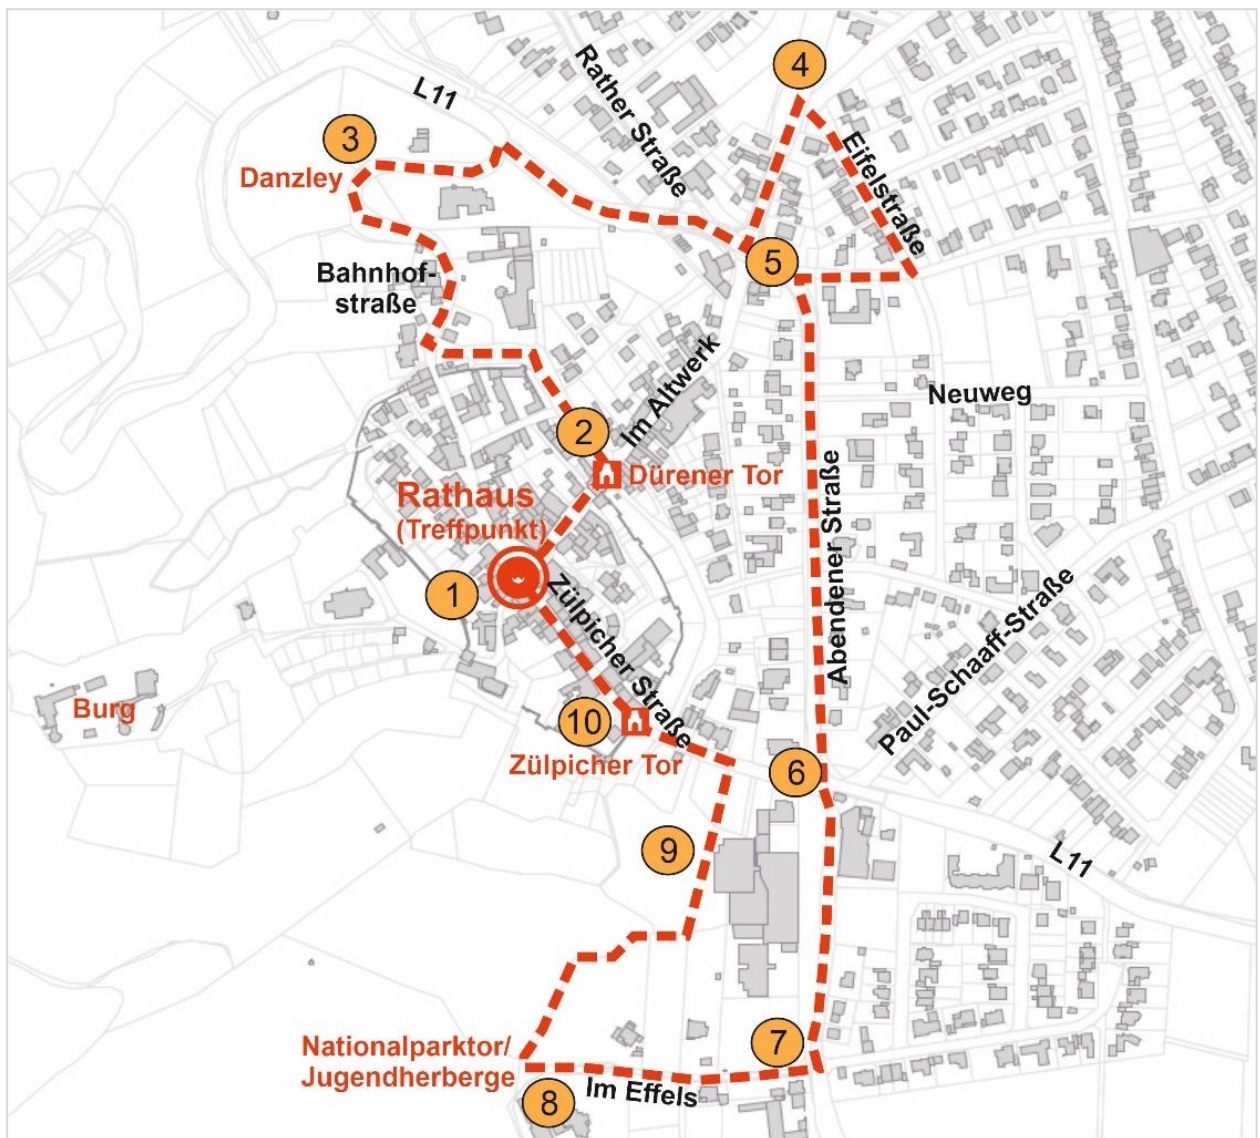 4
L11
Rather Straße
3
Eifelstraße
Danzley
5
Bahnhof-
straße
Im Altwerk
Neuweg
2
Dürener Tor
Rathaus
(Treffpunkt)
1
Zülpicher Straße
Abendener Straße
Paul-Schaaff-Straße
Burg
10
Zülpicher Tor
6
9
L11
Nationalparktor/
Jugendherberge
7
Im Effels
8